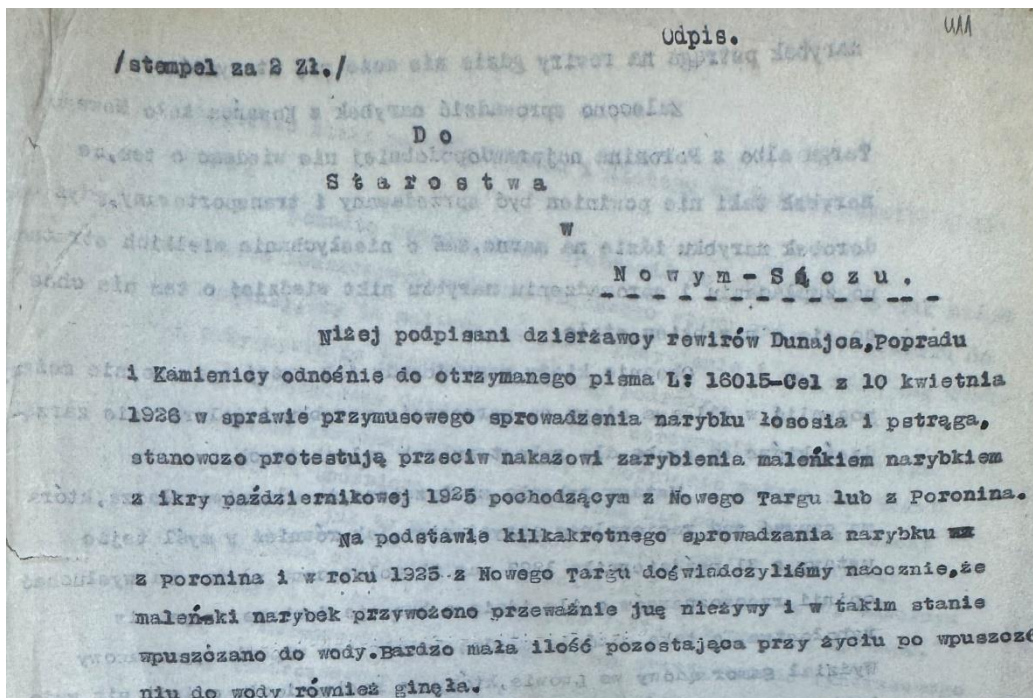 Odpis.
/stempel za 2 Zł./
Do
Starostwa
w
Nowym-Sączu.
Niżej podpisani dzierżawcy rewirów Dunajca,Popradu
i Kamienicy odnośnie do otrzymanego pisma L: 16015-Cel z 10 kwietnia
1926 w sprawie przymusowego sprowadzenia narybku łososia i pstrąga,
stanowczo protestują przeciw nakazowi zarybienia maleńkiem narybkiem
z ikry październikowej 1925 pochodzącym z Nowego Targu lub z Poronina.
Na podstawie kilkakrotnego sprowadzania narybku
z Poronina i w roku 1925 z Nowego Targu doświadczyliśmy naocznie,że
maleński narybek przywożono przeważnie juę nieżywy i w takim stanie
wpuszczano do wody.Bardzo mała ilość pozostająca przy życiu po wpuszcze
niu do wody również ginęła.